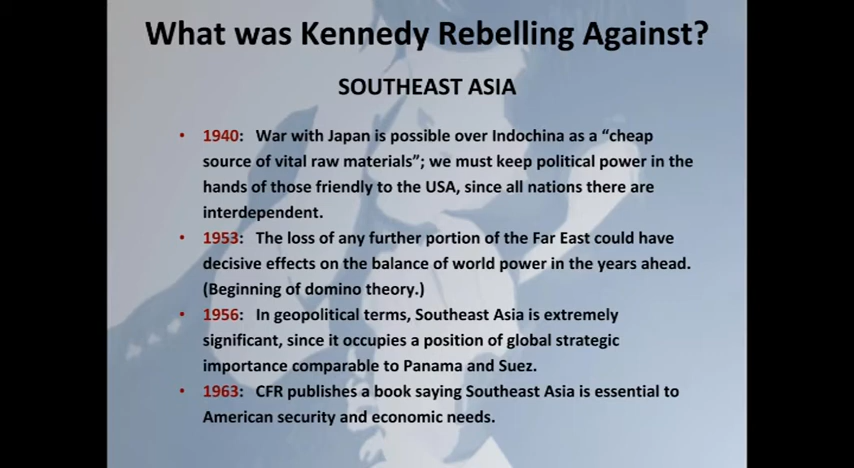 What was Kennedy Rebelling Against?
SOUTHEAST ASIA
• 1940: War with Japan is possible over Indochina as a “cheap
source of vital raw materials”; we must keep political power in the
hands of those friendly to the USA, since all nations there are
interdependent.
• 1953: The loss of any further portion of the Far East could have
decisive effects on the balance of world power in the years ahead.
(Beginning of domino theory.)
• 1956: In geopolitical terms, Southeast Asia is extremely
significant, since it occupies a position of global strategic
importance comparable to Panama and Suez.
• 1963: CFR publishes a book saying Southeast Asia is essential to
American security and economic needs.